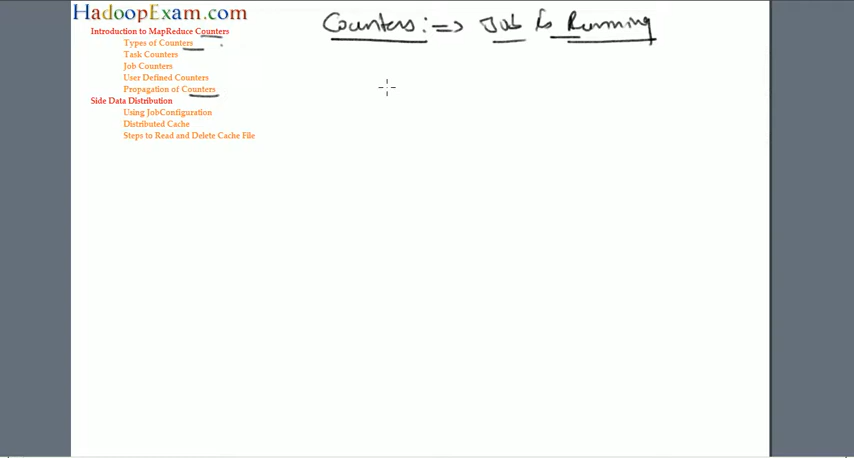 HadoopExam.com
Counters :=> Job Is Running
Introduction to MapReduce Counters
Types of Counters
Task Counters
Job Counters
User Defined Counters
Propagation of Counters
Side Data Distribution
Using JobConfiguration
Distributed Cache
Steps to Read and Delete Cache File